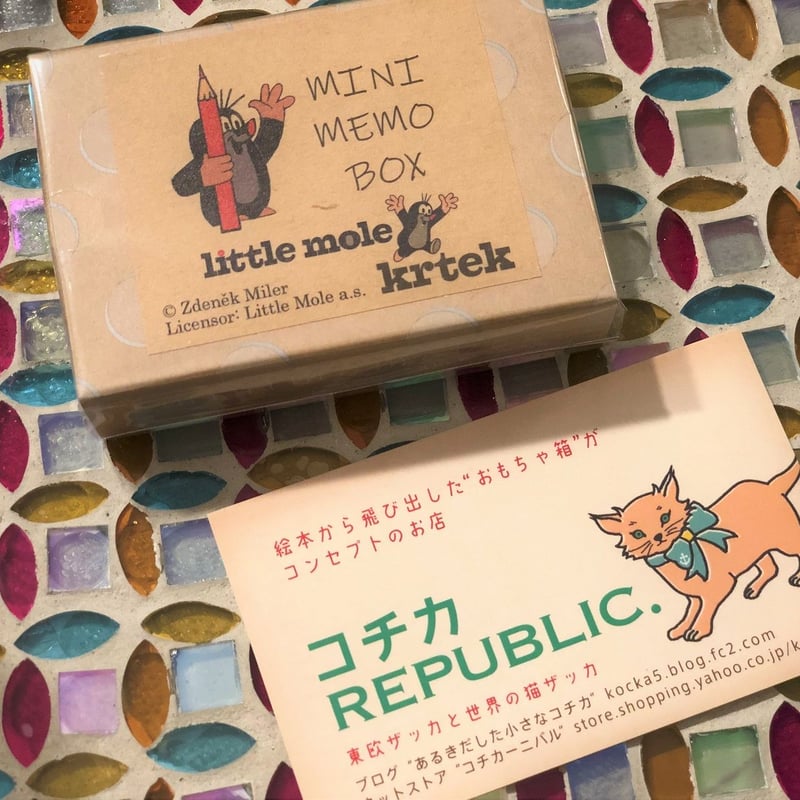 MINI
MEMO
BOX
little mole
krtek
© Zdeněk Miler
Licensor: Little Mole a.s.
絵本から飛び出した“おもちゃ箱”が
コンセプトのお店
コチカ
REPUBLIC.
東欧ザッカと世界の猫ザッカ
ブログ “あるきだした小さなコチカ” kocka5.blog.fc2.com
ネットストア “コチカーニバル” store.shopping.yahoo.co.jp/k